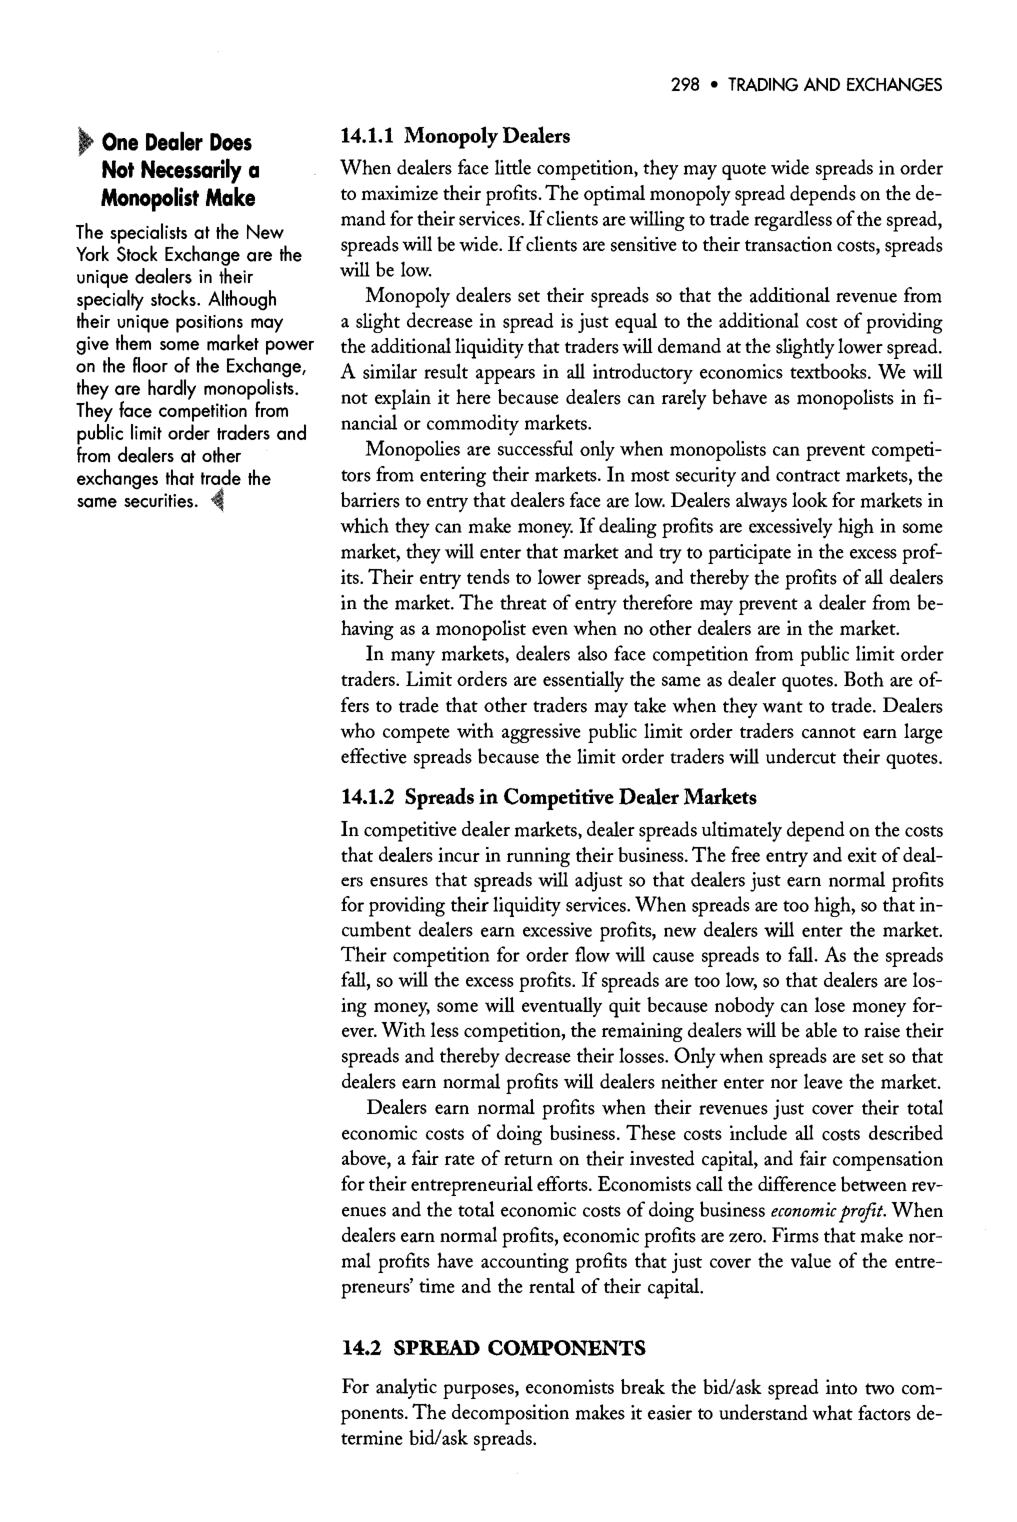 298 • TRADING AND EXCHANGES
One Dealer Does
Not Necessarily a
Monopolist Make
The specialists at the New
York Stock Exchange are the
unique dealers in their
specialty stocks. Although
their unique positions may
give them some market power
on the floor of the Exchange,
they are hardly monopolists.
They face competition from
public limit order traders and
from dealers at other
exchanges that trade the
same securities.
14.1.1 Monopoly Dealers
When dealers face little competition, they may quote wide spreads in order
to maximize their profits. The optimal monopoly spread depends on the de-
mand for their services. If clients are willing to trade regardless of the spread,
spreads will be wide. If clients are sensitive to their transaction costs, spreads
will be low.
Monopoly dealers set their spreads so that the additional revenue from
a slight decrease in spread is just equal to the additional cost of providing
the additional liquidity that traders will demand at the slightly lower spread.
A similar result appears in all introductory economics textbooks. We will
not explain it here because dealers can rarely behave as monopolists in fi-
nancial or commodity markets.
Monopolies are successful only when monopolists can prevent competi-
tors from entering their markets. In most security and contract markets, the
barriers to entry that dealers face are low. Dealers always look for markets in
which they can make money. If dealing profits are excessively high in some
market, they will enter that market and try to participate in the excess prof-
its. Their entry tends to lower spreads, and thereby the profits of all dealers
in the market. The threat of entry therefore may prevent a dealer from be-
having as a monopolist even when no other dealers are in the market.
In many markets, dealers also face competition from public limit order
traders. Limit orders are essentially the same as dealer quotes. Both are of-
fers to trade that other traders may take when they want to trade. Dealers
who compete with aggressive public limit order traders cannot earn large
effective spreads because the limit order traders will undercut their quotes.
14.1.2 Spreads in Competitive Dealer Markets
In competitive dealer markets, dealer spreads ultimately depend on the costs
that dealers incur in running their business. The free entry and exit of deal-
ers ensures that spreads will adjust so that dealers just earn normal profits
for providing their liquidity services. When spreads are too high, so that in-
cumbent dealers earn excessive profits, new dealers will enter the market.
Their competition for order flow will cause spreads to fall. As the spreads
fall, so will the excess profits. If spreads are too low, so that dealers are los-
ing money, some will eventually quit because nobody can lose money for-
ever. With less competition, the remaining dealers will be able to raise their
spreads and thereby decrease their losses. Only when spreads are set so that
dealers earn normal profits will dealers neither enter nor leave the market.
Dealers earn normal profits when their revenues just cover their total
economic costs of doing business. These costs include all costs described
above, a fair rate of return on their invested capital, and fair compensation
for their entrepreneurial efforts. Economists call the difference between rev-
enues and the total economic costs of doing business economic profit. When
dealers earn normal profits, economic profits are zero. Firms that make nor-
mal profits have accounting profits that just cover the value of the entre-
preneurs' time and the rental of their capital.
14.2 SPREAD COMPONENTS
For analytic purposes, economists break the bid/ask spread into two com-
ponents. The decomposition makes it easier to understand what factors de-
termine bid/ask spreads.